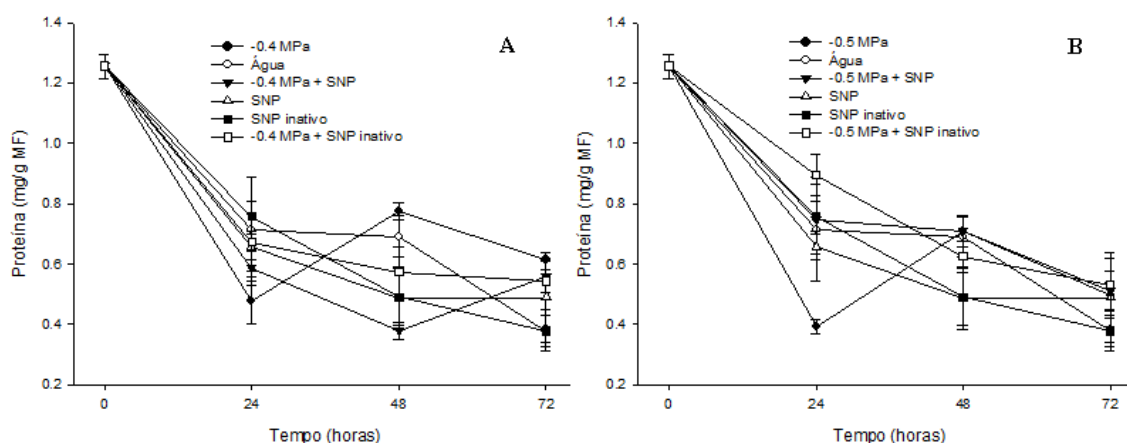 1.4
1.2
1.0
0.8
0.6
0.4
0.2
Proteína (mg/g MF)
-0.4 MPa
Água
-0.4 MPa + SNP
SNP
SNP inativo
-0.4 MPa + SNP inativo
A
0 24 48 72
Tempo (horas)
1.4
1.2
1.0
0.8
0.6
0.4
0.2
Proteína (mg/g MF)
-0.5 MPa
Água
-0.5 MPa + SNP
SNP
SNP inativo
-0.5 MPa + SNP inativo
B
0 24 48 72
Tempo (horas)